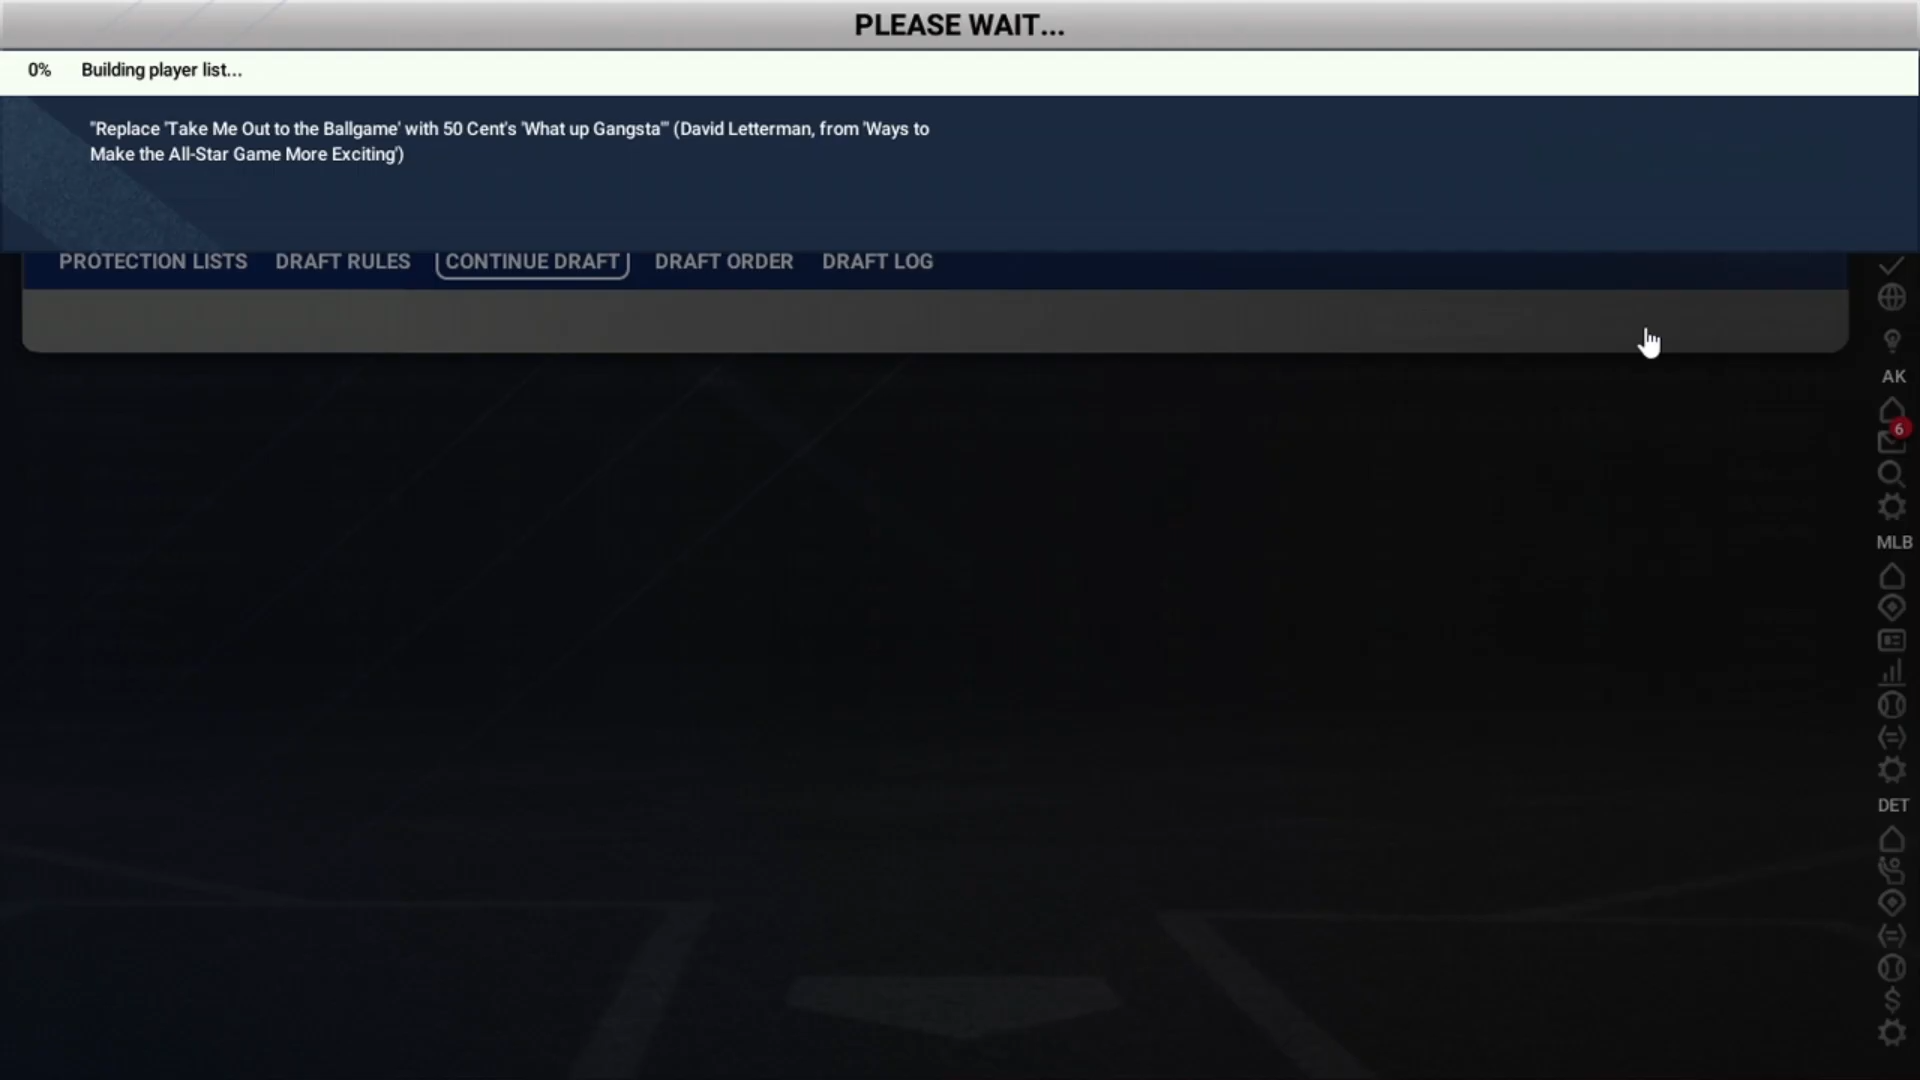 PLEASE WAIT...
0% Building player list...
"Replace 'Take Me Out to the Ballgame' with 50 Cent's 'What up Gangsta'" (David Letterman, from 'Ways to
Make the All-Star Game More Exciting')
PROTECTION LISTS DRAFT RULES CONTINUE DRAFT DRAFT ORDER DRAFT LOG
AK
6
MLB
DET